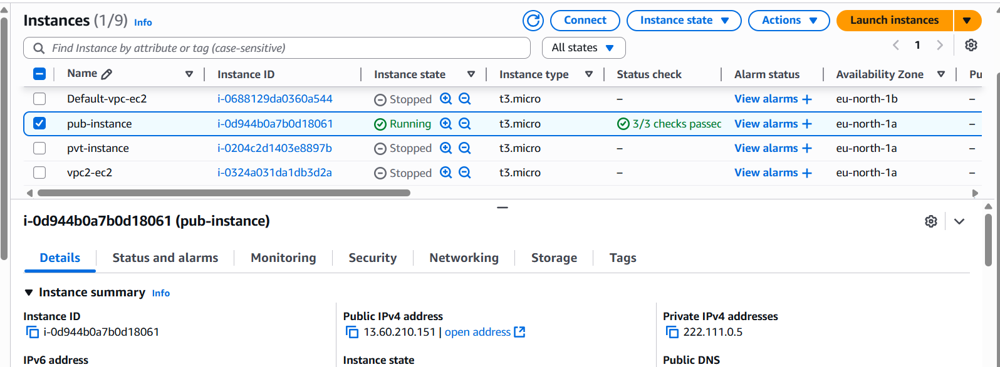 Instances (1/9) Info
Connect
Instance state
Actions
Launch instances
Find Instance by attribute or tag (case-sensitive)
All states
1
Name Instance ID Instance state Instance type Status check Alarm status Availability Zone Pu
Default-vpc-ec2 i-0688129da0360a544 Stopped t3.micro – View alarms + eu-north-1b –
pub-instance i-0d944b0a7b0d18061 Running t3.micro 3/3 checks passec View alarms + eu-north-1a –
pvt-instance i-0204c2d1403e8897b Stopped t3.micro – View alarms + eu-north-1a –
vpc2-ec2 i-0324a031da1db3d2a Stopped t3.micro – View alarms + eu-north-1a –
i-0d944b0a7b0d18061 (pub-instance)
Details Status and alarms Monitoring Security Networking Storage Tags
Instance summary Info
Instance ID
i-0d944b0a7b0d18061
Public IPv4 address
13.60.210.151 | open address
Private IPv4 addresses
222.111.0.5
IPv6 address
Instance state
Public DNS